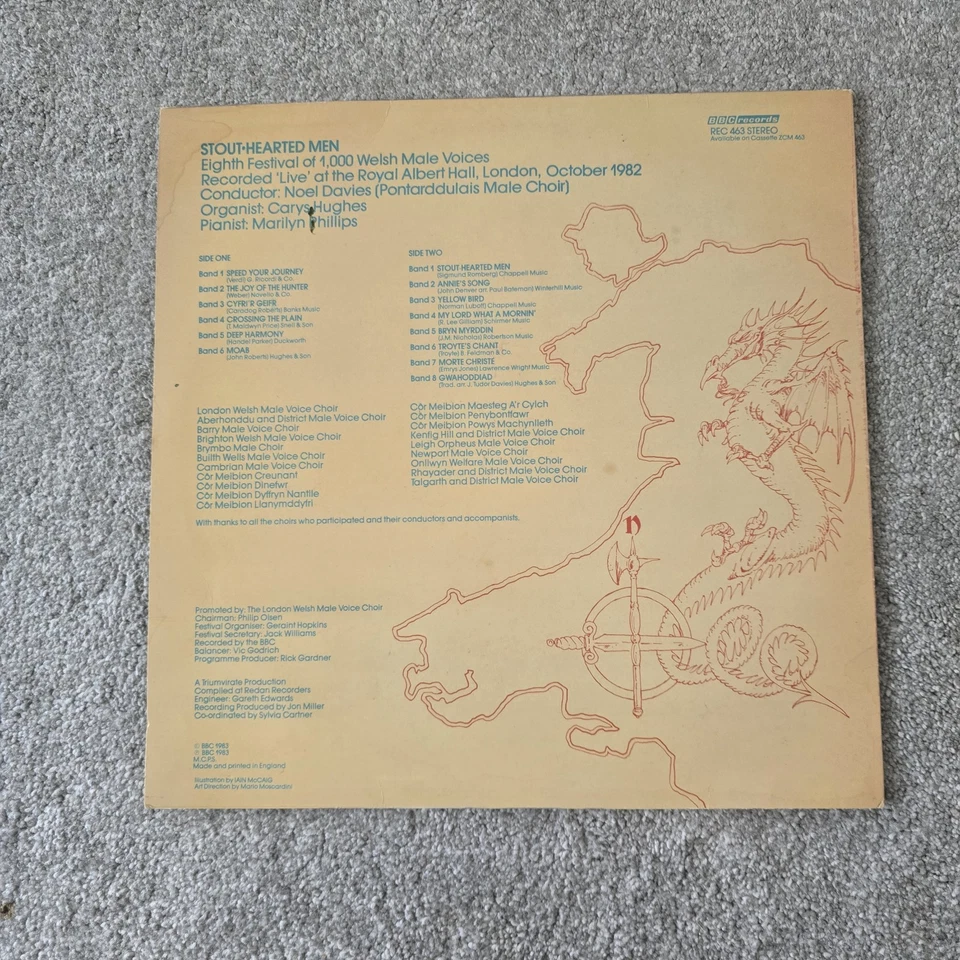 STOUT-HEARTED MEN
Eighth Festival of 1,000 Welsh Male Voices
Recorded 'Live' at the Royal Albert Hall, London, October 1982
Conductor: Noel Davies (Pontarddulais Male Choir)
Organist: Carys Hughes
Pianist: Marilyn Phillips
BBC records
REC 463 STEREO
Available on Cassette ZCM 463
SIDE ONE
Band 1 SPEED YOUR JOURNEY
(Verdi) G. Ricordi & Co.
Band 2 THE JOY OF THE HUNTER
(Weber) Novello & Co
Band 3 CYFRI'R GEIFR
(Caradog Roberts) Banks Music
Band 4 CROSSING THE PLAIN
(T. Maldwyn Price) Snell & Son
Band 5 DEEP HARMONY
(Handel Parker) Duckworth
Band 6 MOAB
(John Roberts) Hughes & Son
SIDE TWO
Band 1 STOUT-HEARTED MEN
(Sigmund Romberg) Chappell Music
Band 2 ANNIE'S SONG
(John Denver arr. Paul Bateman) Winterhill Music
Band 3 YELLOW BIRD
(Norman Luboff) Chappell Music
Band 4 MY LORD WHAT A MORNIN'
(B. Lee Gilliam) Schirmer Music
Band 5 BRYN MYRDDIN
(J.M. Nicholas) Robertson Music
Band 6 TROYTE'S CHANT
(Troyte) B. Feldman & Co.
Band 7 MORTE CHRISTE
(Emrys Jones) Lawrence Wright Music
Band 8 GWAHODDIAD
(Trad. arr. J. Tudor Davies) Hughes & Son
London Welsh Male Voice Choir
Aberhonddu and District Male Voice Choir
Barry Male Voice Choir
Brighton Welsh Male Voice Choir
Brymbo Male Choir
Builth Wells Male Voice Choir
Cambrian Male Voice Choir
Côr Meibion Creunant
Côr Meibion Dinefwr
Côr Meibion Dyffryn Nantlle
Côr Meibion Llanymddyfri
Côr Meibion Maesteg A'r Cylch
Côr Meibion Penybontfawr
Côr Meibion Powys Machynlleth
Kenfig Hill and District Male Voice Choir
Leigh Orpheus Male Voice Choir
Newport Male Voice Choir
Onllwyn Welfare Male Voice Choir
Rhayader and District Male Voice Choir
Talgarth and District Male Voice Choir
With thanks to all the choirs who participated and their conductors and accompanists.
N
Promoted by: The London Welsh Male Voice Choir
Chairman: Philip Olsen
Festival Organiser: Geraint Hopkins
Festival Secretary: Jack Williams
Recorded by the BBC
Balancer: Vic Godrich
Programme Producer: Rick Gardner
A Triumvirate Production
Compiled at Redan Recorders
Engineer: Gareth Edwards
Recording Produced by Jon Miller
Co-ordinated by Sylvia Cartner
© BBC 1983
℗ BBC 1983
M.C.P.S.
Made and printed in England
Illustration by IAIN McCAIG
Art Direction by Mario Moscardini